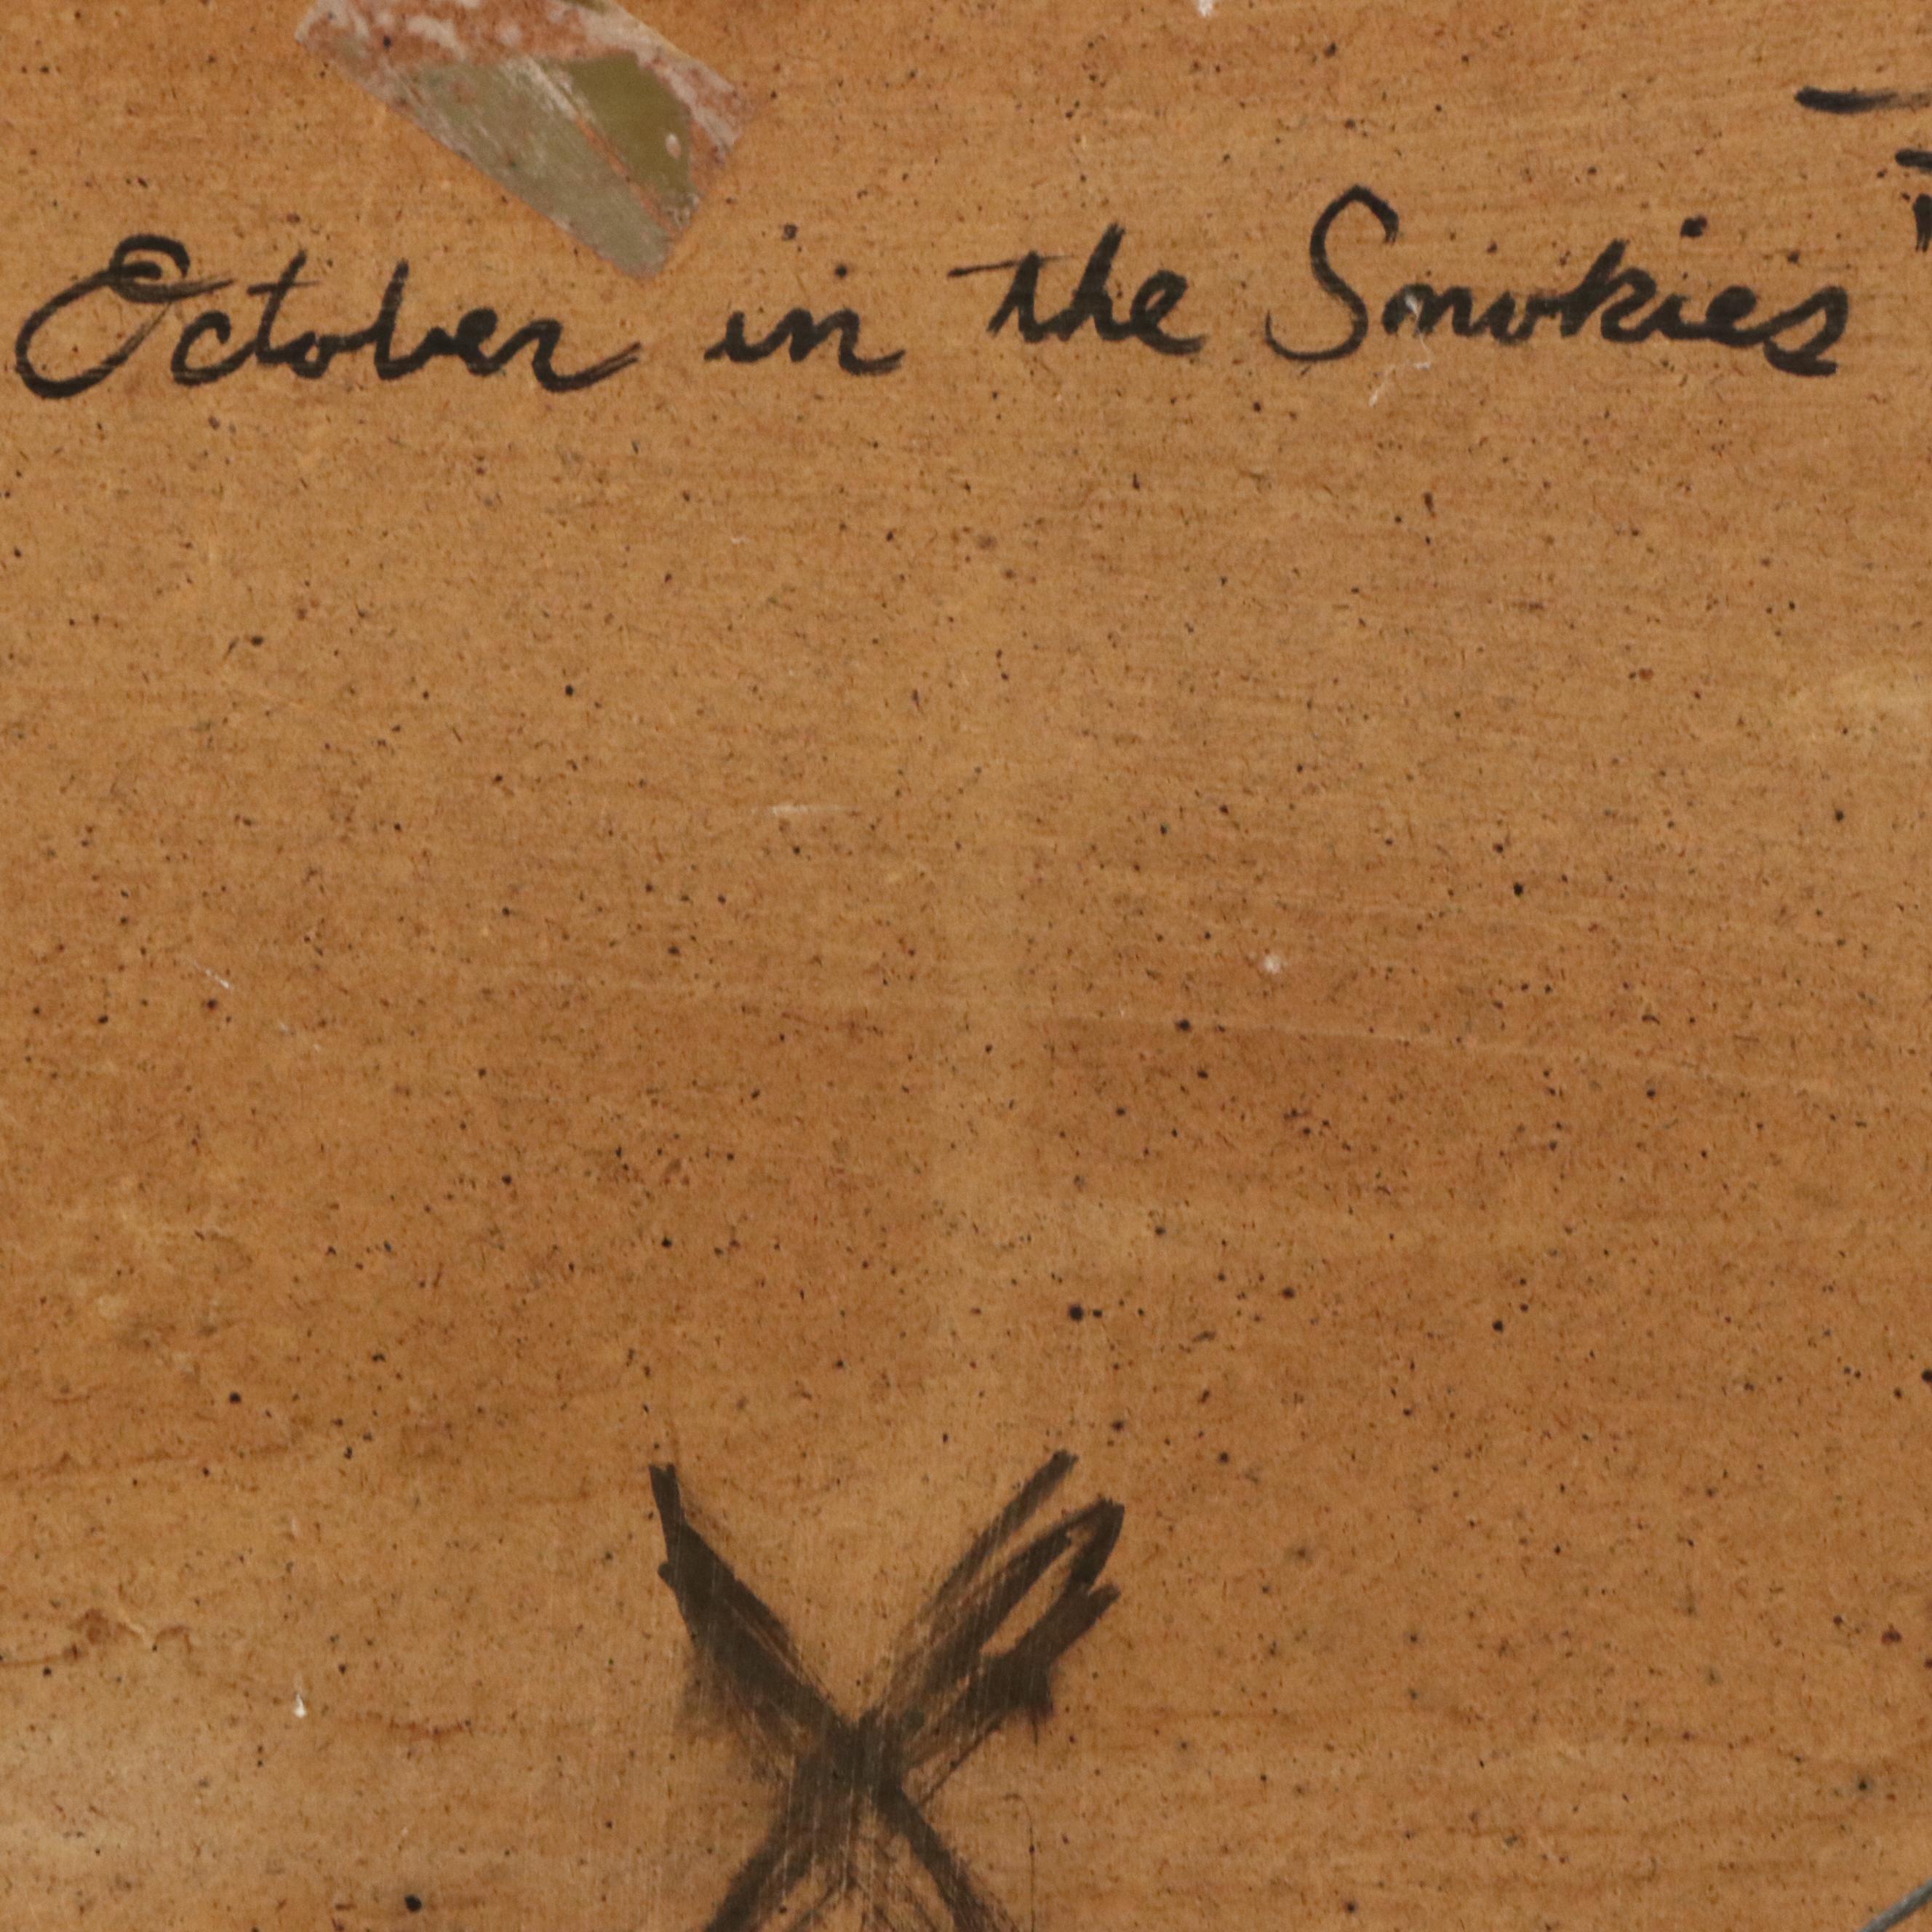 October in the Smokies"
X